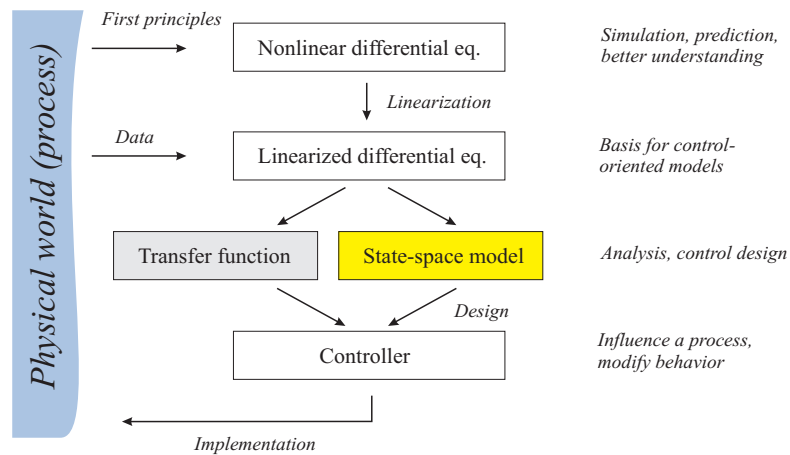 Physical world (process)
First principles
Nonlinear differential eq.
Simulation, prediction,
better understanding
Linearization
Data
Linearized differential eq.
Basis for control-
oriented models
Transfer function
State-space model
Analysis, control design
Design
Controller
Influence a process,
modify behavior
Implementation